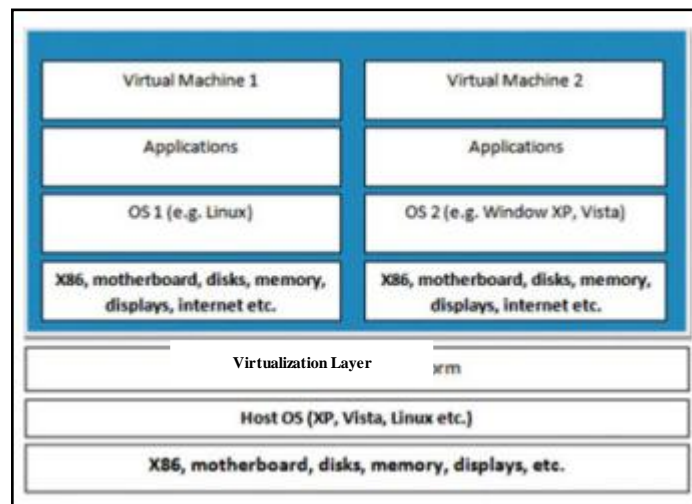 Virtual Machine 1
Applications
OS 1 (e.g. Linux)
X86, motherboard, disks, memory,
displays, internet etc.
Virtual Machine 2
Applications
OS 2 (e.g. Window XP, Vista)
X86, motherboard, disks, memory,
displays, internet etc.
Virtualization Layer
Host OS (XP, Vista, Linux etc.)
X86, motherboard, disks, memory, displays, etc.